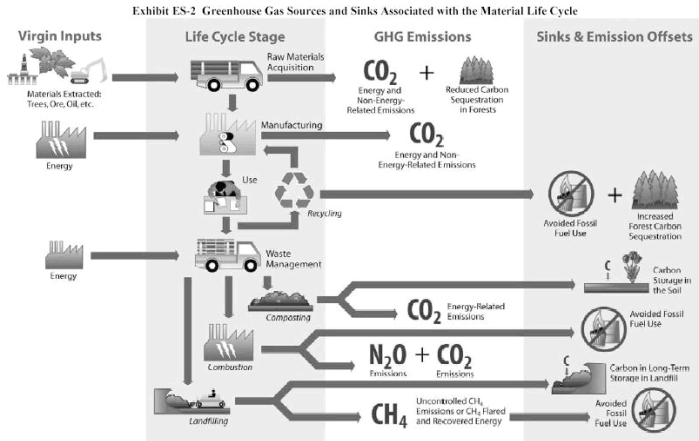 Exhibit ES-2 Greenhouse Gas Sources and Sinks Associated with the Material Life Cycle
Virgin Inputs
Life Cycle Stage
GHG Emissions
Sinks & Emission Offsets
Materials Extracted:
Trees, Ore, Oil, etc.
Raw Materials
Acquisition
CO2
Energy and
Non-Energy-
Related Emissions
+
Reduced Carbon
Sequestration
in Forests
Energy
Manufacturing
CO2
Energy and Non-
Energy-Related Emissions
Use
Recycling
Avoided Fossil
Fuel Use
+
Increased
Forest Carbon
Sequestration
Energy
Waste
Management
Composting
CO2
Energy-Related
Emissions
C
Carbon
Storage in
the Soil
Combustion
N2O + CO2
Emissions
Emissions
Avoided Fossil
Fuel Use
Landfilling
CH4
Uncontrolled CH4
Emissions or CH4 Flared
and Recovered Energy
C
Carbon in Long-Term
Storage in Landfill
Avoided
Fossil
Fuel Use